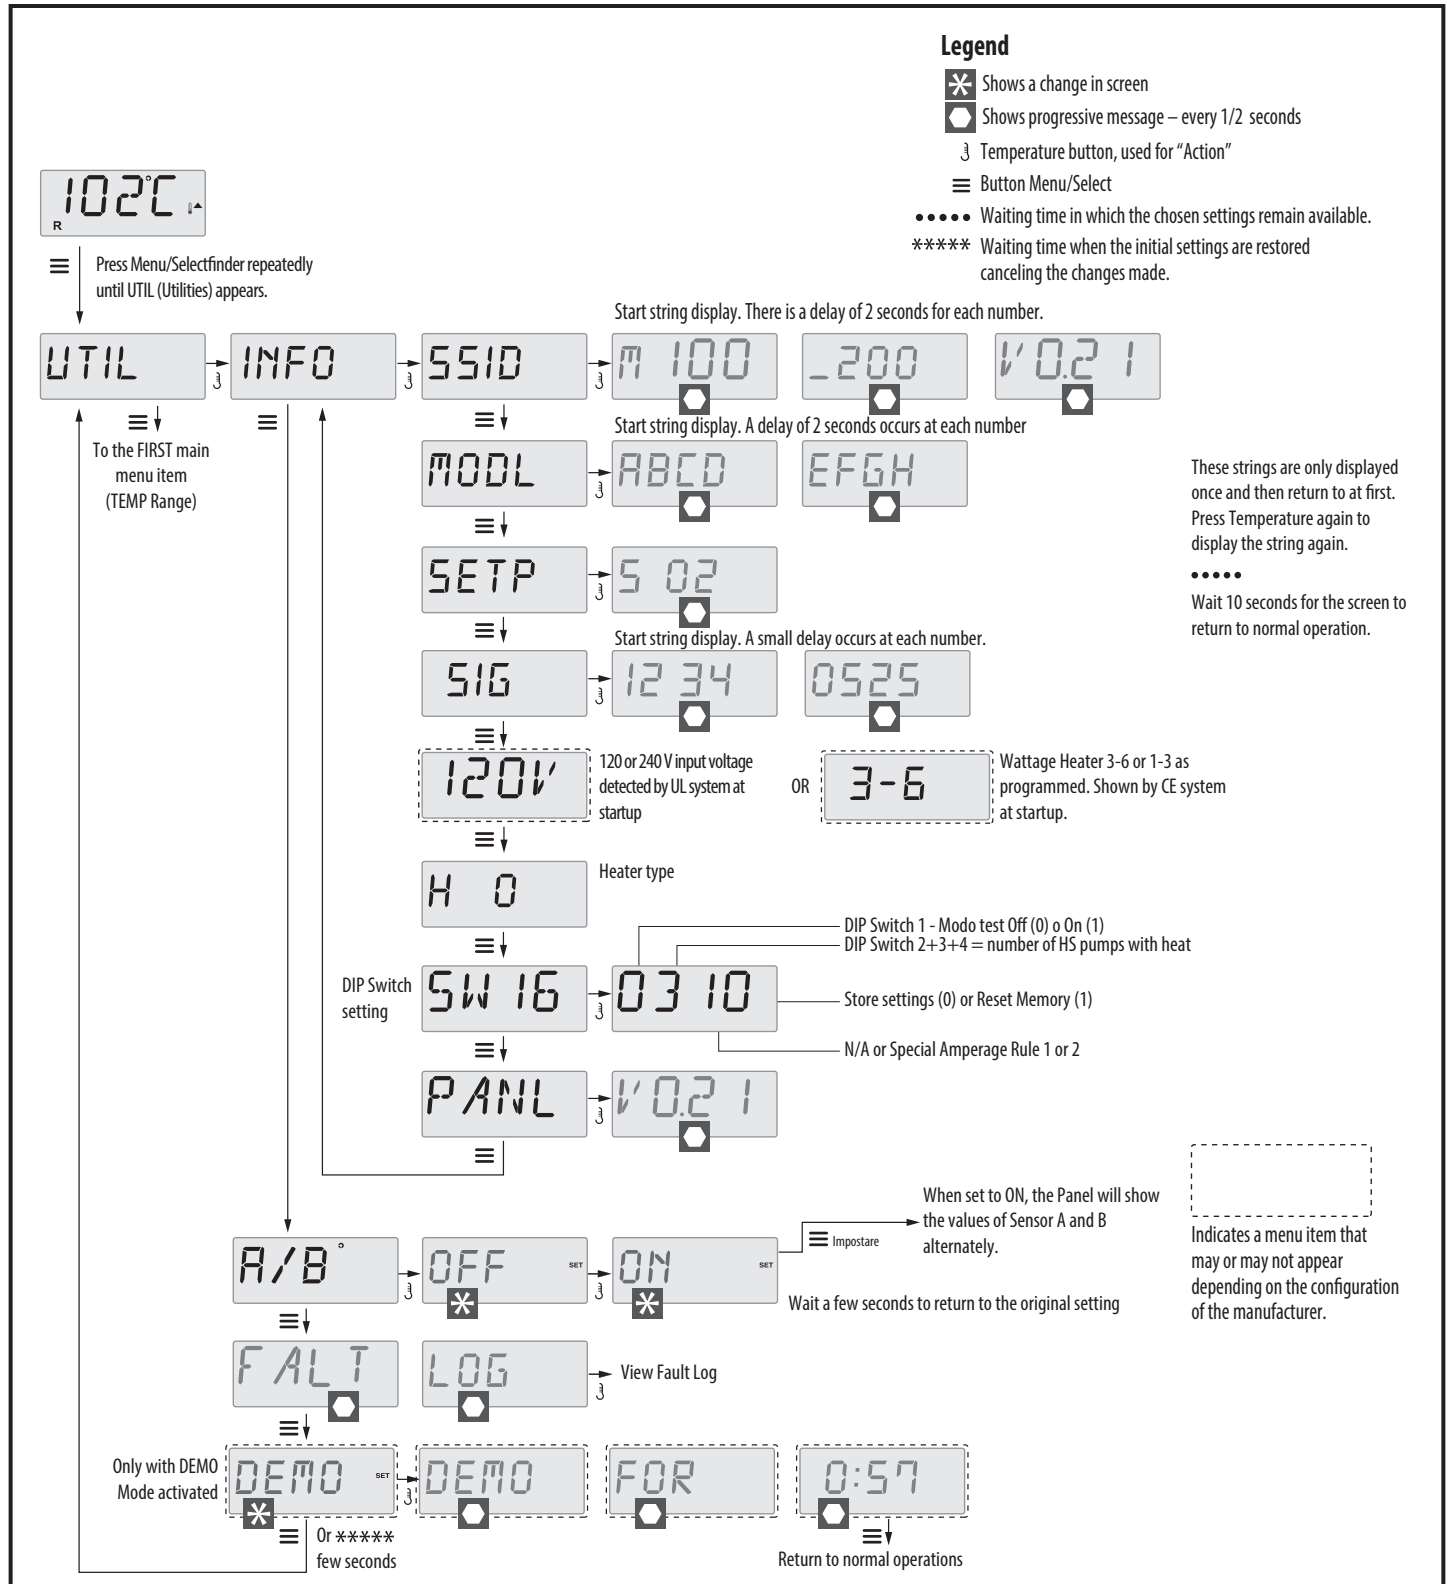 Legend
Shows a change in screen
Shows progressive message – every 1/2 seconds
Temperature button, used for “Action”
Button Menu/Select
••••• Waiting time in which the chosen settings remain available.
***** Waiting time when the initial settings are restored
canceling the changes made.
102°C
R
Press Menu/Selectfinder repeatedly
until UTIL (Utilities) appears.
Start string display. There is a delay of 2 seconds for each number.
UTIL
INFO
SSID
M 100
_200
V 0.21
To the FIRST main
menu item
(TEMP Range)
Start string display. A delay of 2 seconds occurs at each number
MODL
ABCD
EFGH
These strings are only displayed
once and then return to at first.
Press Temperature again to
display the string again.
•••••
Wait 10 seconds for the screen to
return to normal operation.
SETP
S 02
Start string display. A small delay occurs at each number.
SIG
12 34
0525
120V
120 or 240 V input voltage
detected by UL system at
startup
OR
3-6
Wattage Heater 3-6 or 1-3 as
programmed. Shown by CE system
at startup.
H 0
Heater type
DIP Switch 1 - Modo test Off (0) o On (1)
DIP Switch 2+3+4 = number of HS pumps with heat
DIP Switch
setting
SW 16
03 10
Store settings (0) or Reset Memory (1)
N/A or Special Amperage Rule 1 or 2
PANL
V 0.21
When set to ON, the Panel will show
the values of Sensor A and B
alternately.
Impostare
A/B°
OFF SET
ON SET
Wait a few seconds to return to the original setting
Indicates a menu item that
may or may not appear
depending on the configuration
of the manufacturer.
FALT
LOG
View Fault Log
Only with DEMO
Mode activated
DEMO SET
DEMO
FOR
0:57
Or *****
few seconds
Return to normal operations